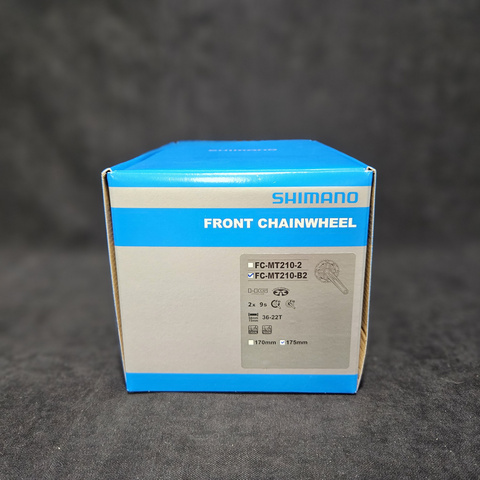 SHIMANO
SHIMANO
FRONT CHAINWHEEL
FC-MT210-2
FC-MT210-B2
2x 9s
36-22T
170mm 175mm